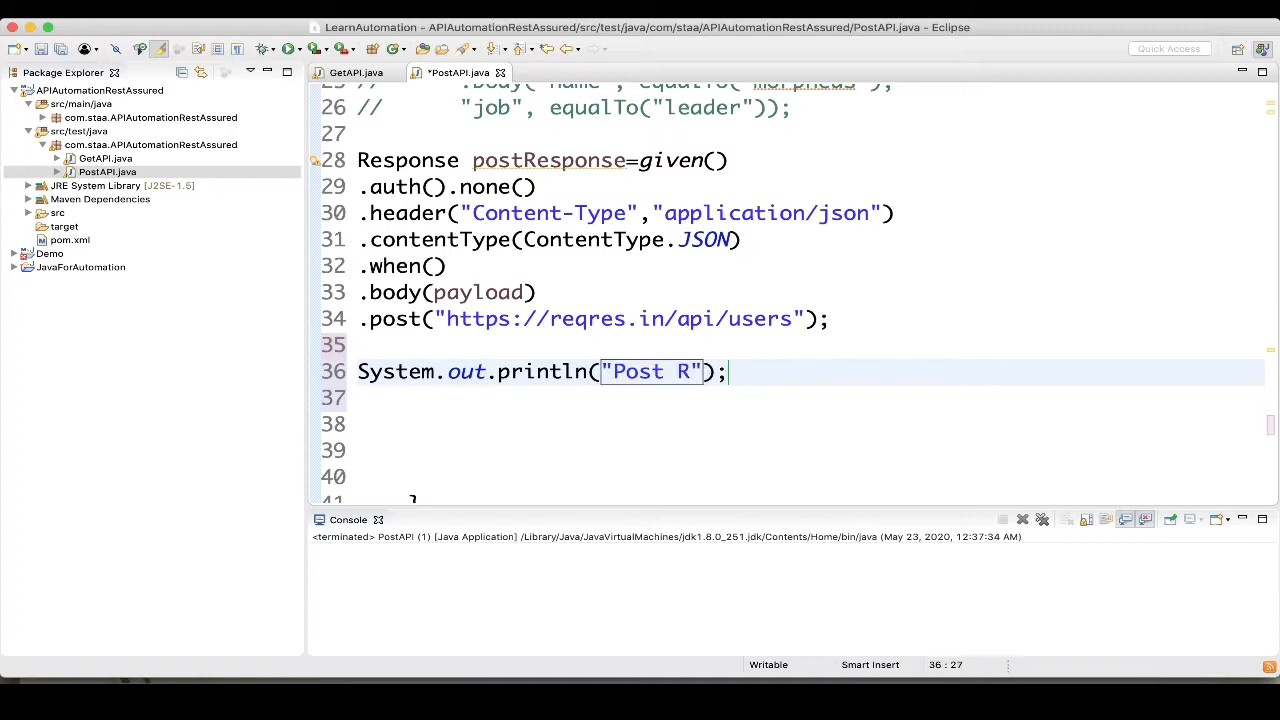 LearnAutomation - APIAutomationRestAssured/src/test/java/com/staa/APIAutomationRestAssured/PostAPI.java - Eclipse
Quick Access
Package Explorer
GetAPI.java
*PostAPI.java
APIAutomationRestAssured
src/main/java
com.staa.APIAutomationRestAssured
src/test/java
com.staa.APIAutomationRestAssured
GetAPI.java
PostAPI.java
JRE System Library [J2SE-1.5]
Maven Dependencies
src
target
pom.xml
Demo
JavaForAutomation
25 // .body("name", equalTo("morpheus"),
26 // "job", equalTo("leader"));
27
28 Response postResponse=given()
29 .auth().none()
30 .header("Content-Type","application/json")
31 .contentType(ContentType.JSON)
32 .when()
33 .body(payload)
34 .post("https://reqres.in/api/users");
35
36 System.out.println("Post R");
37
38
39
40
41 }
Console
<terminated> PostAPI (1) [Java Application] /Library/Java/JavaVirtualMachines/jdk1.8.0_251.jdk/Contents/Home/bin/java (May 23, 2020, 12:37:34 AM)
Writable
Smart Insert
36 : 27